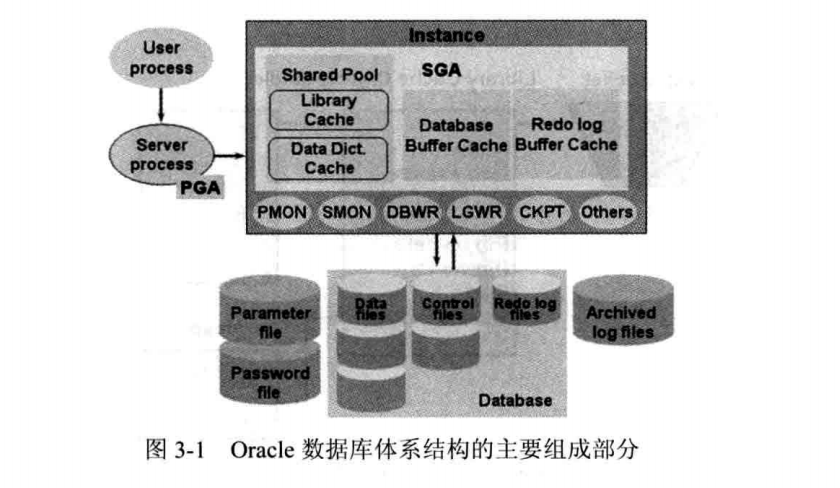 User
process
Server
process
PGA
Instance
SGA
Shared Pool
Library
Cache
Data Dict.
Cache
Database
Buffer Cache
Redo log
Buffer Cache
PMON
SMON
DBWR
LGWR
CKPT
Others
Parameter
file
Password
file
Data
files
Control
files
Redo log
files
Database
Archived
log files
图 3-1 Oracle 数据库体系结构的主要组成部分